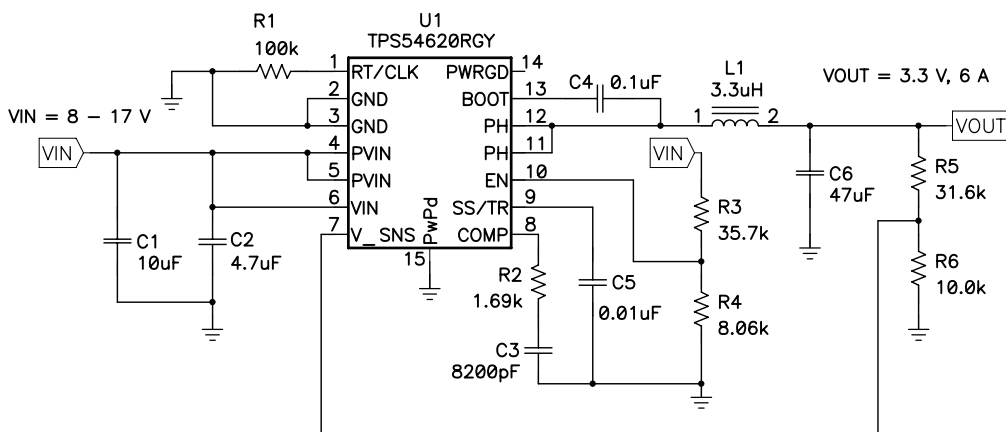 U1
TPS54620RGY
R1
100k
1
RT/CLK
2
GND
3
GND
4
PVIN
5
PVIN
6
VIN
7
V_SNS
PwPd
15
PWRGD
14
BOOT
13
PH
12
PH
11
EN
10
SS/TR
9
COMP
8
VIN = 8 – 17 V
VIN
C1
10uF
C2
4.7uF
C4
0.1uF
L1
3.3uH
1
2
VOUT = 3.3 V, 6 A
VOUT
VIN
R3
35.7k
R4
8.06k
C6
47uF
R5
31.6k
R6
10.0k
R2
1.69k
C3
8200pF
C5
0.01uF